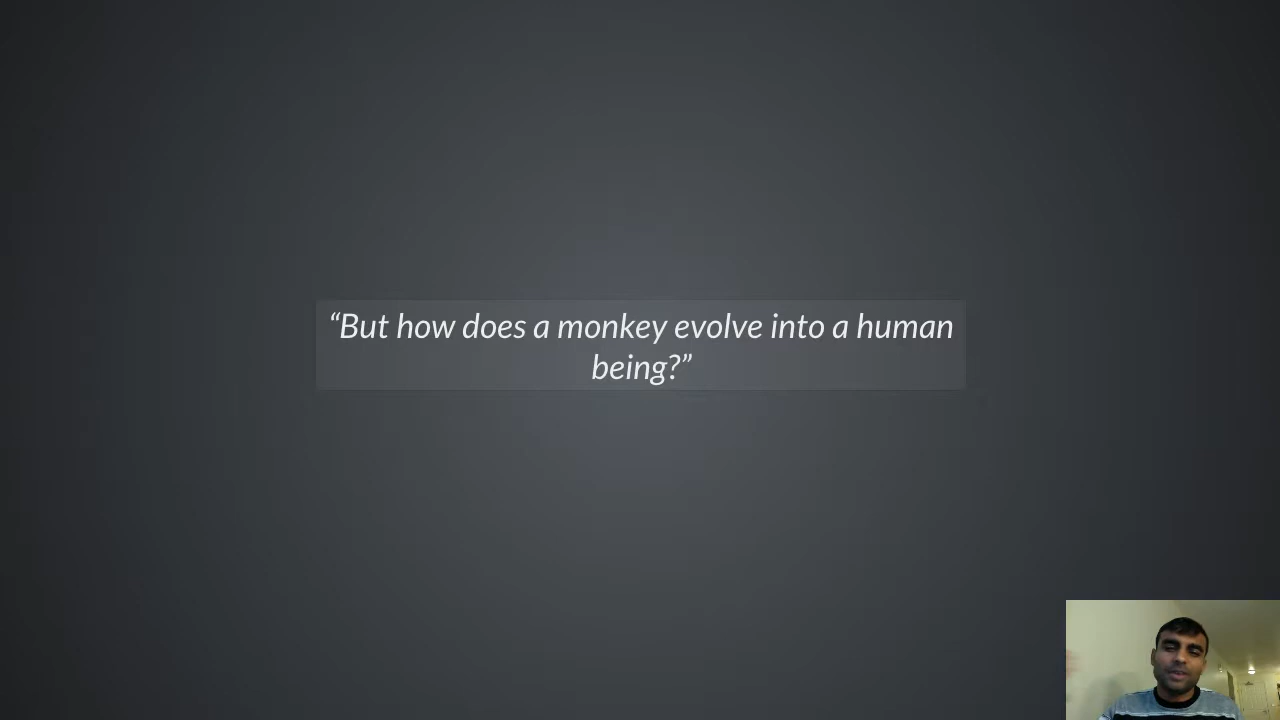 “But how does a monkey evolve into a human
being?”